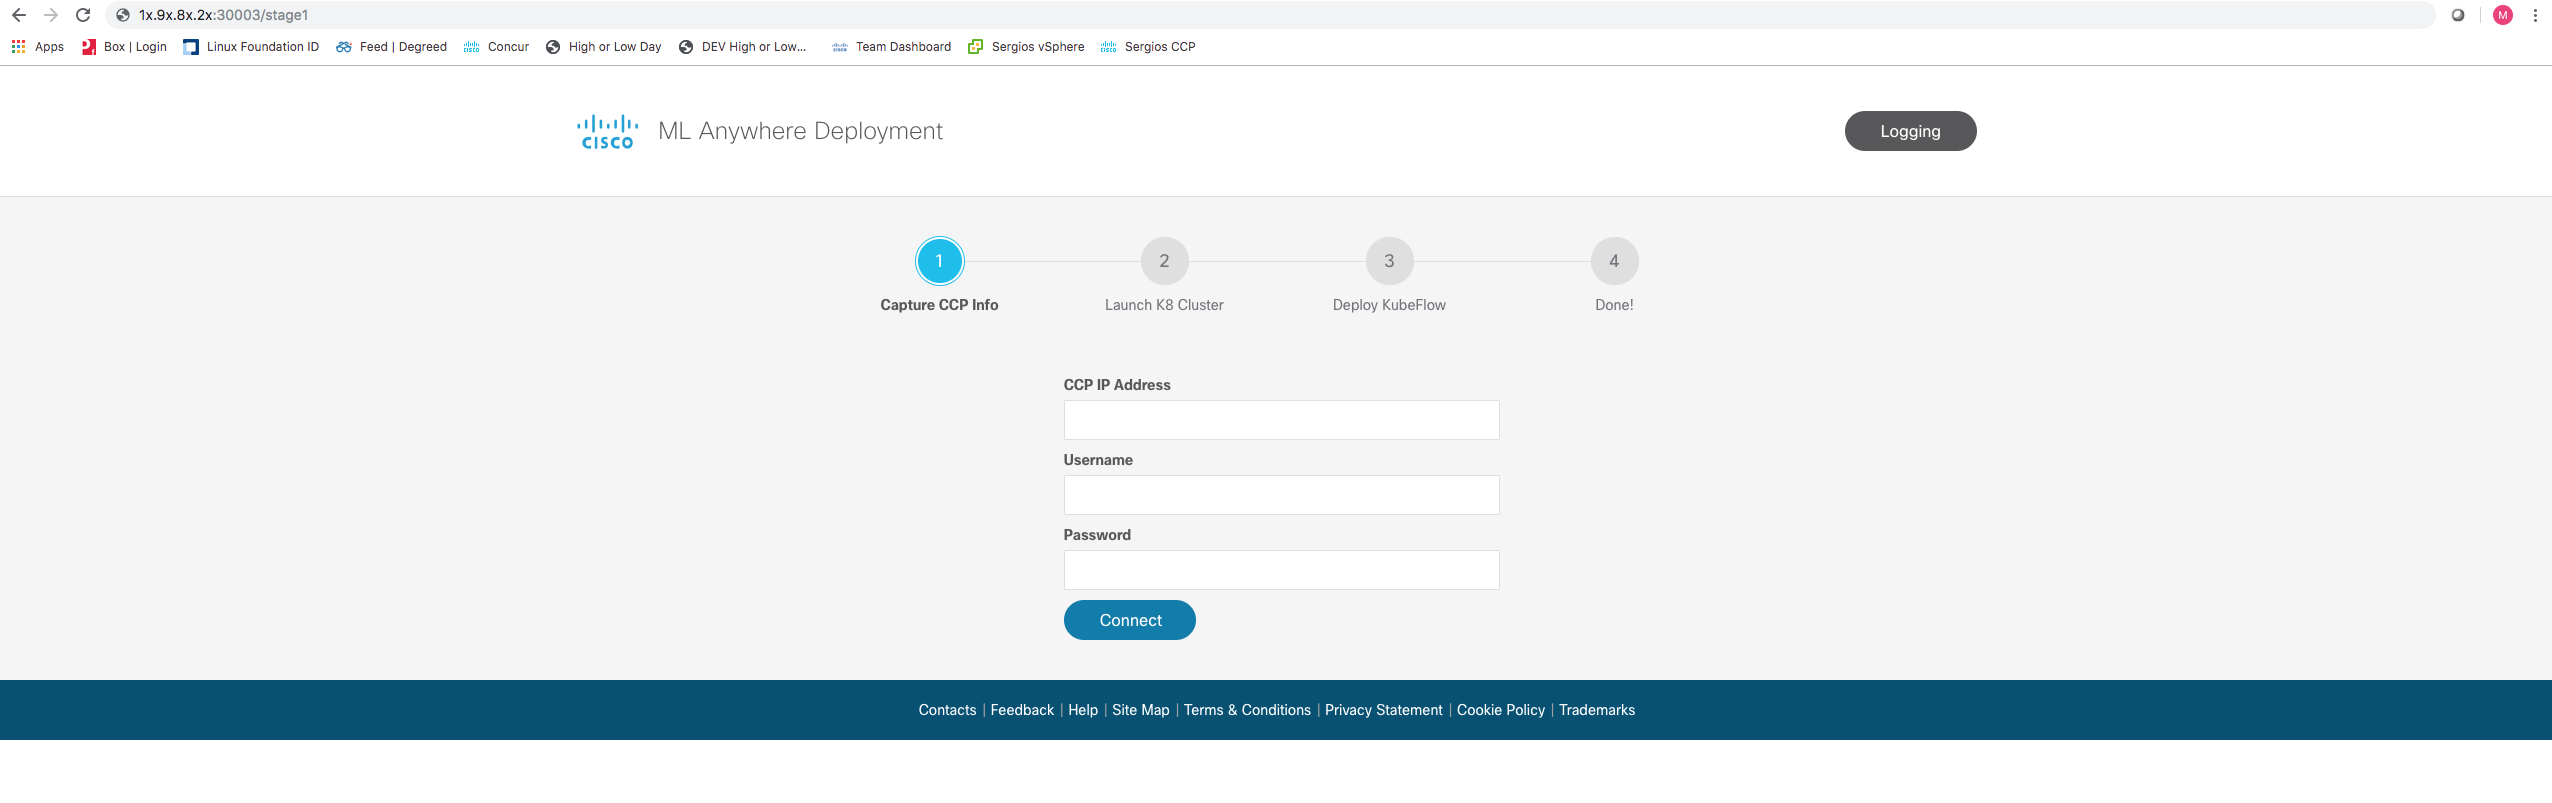 1x.9x.8x.2x:30003/stage1
M
Apps Box | Login Linux Foundation ID Feed | Degreed Concur High or Low Day DEV High or Low... Team Dashboard Sergios vSphere Sergios CCP
CISCO ML Anywhere Deployment Logging
1 2 3 4
Capture CCP Info Launch K8 Cluster Deploy KubeFlow Done!
CCP IP Address
Username
Password
Connect
Contacts | Feedback | Help | Site Map | Terms & Conditions | Privacy Statement | Cookie Policy | Trademarks